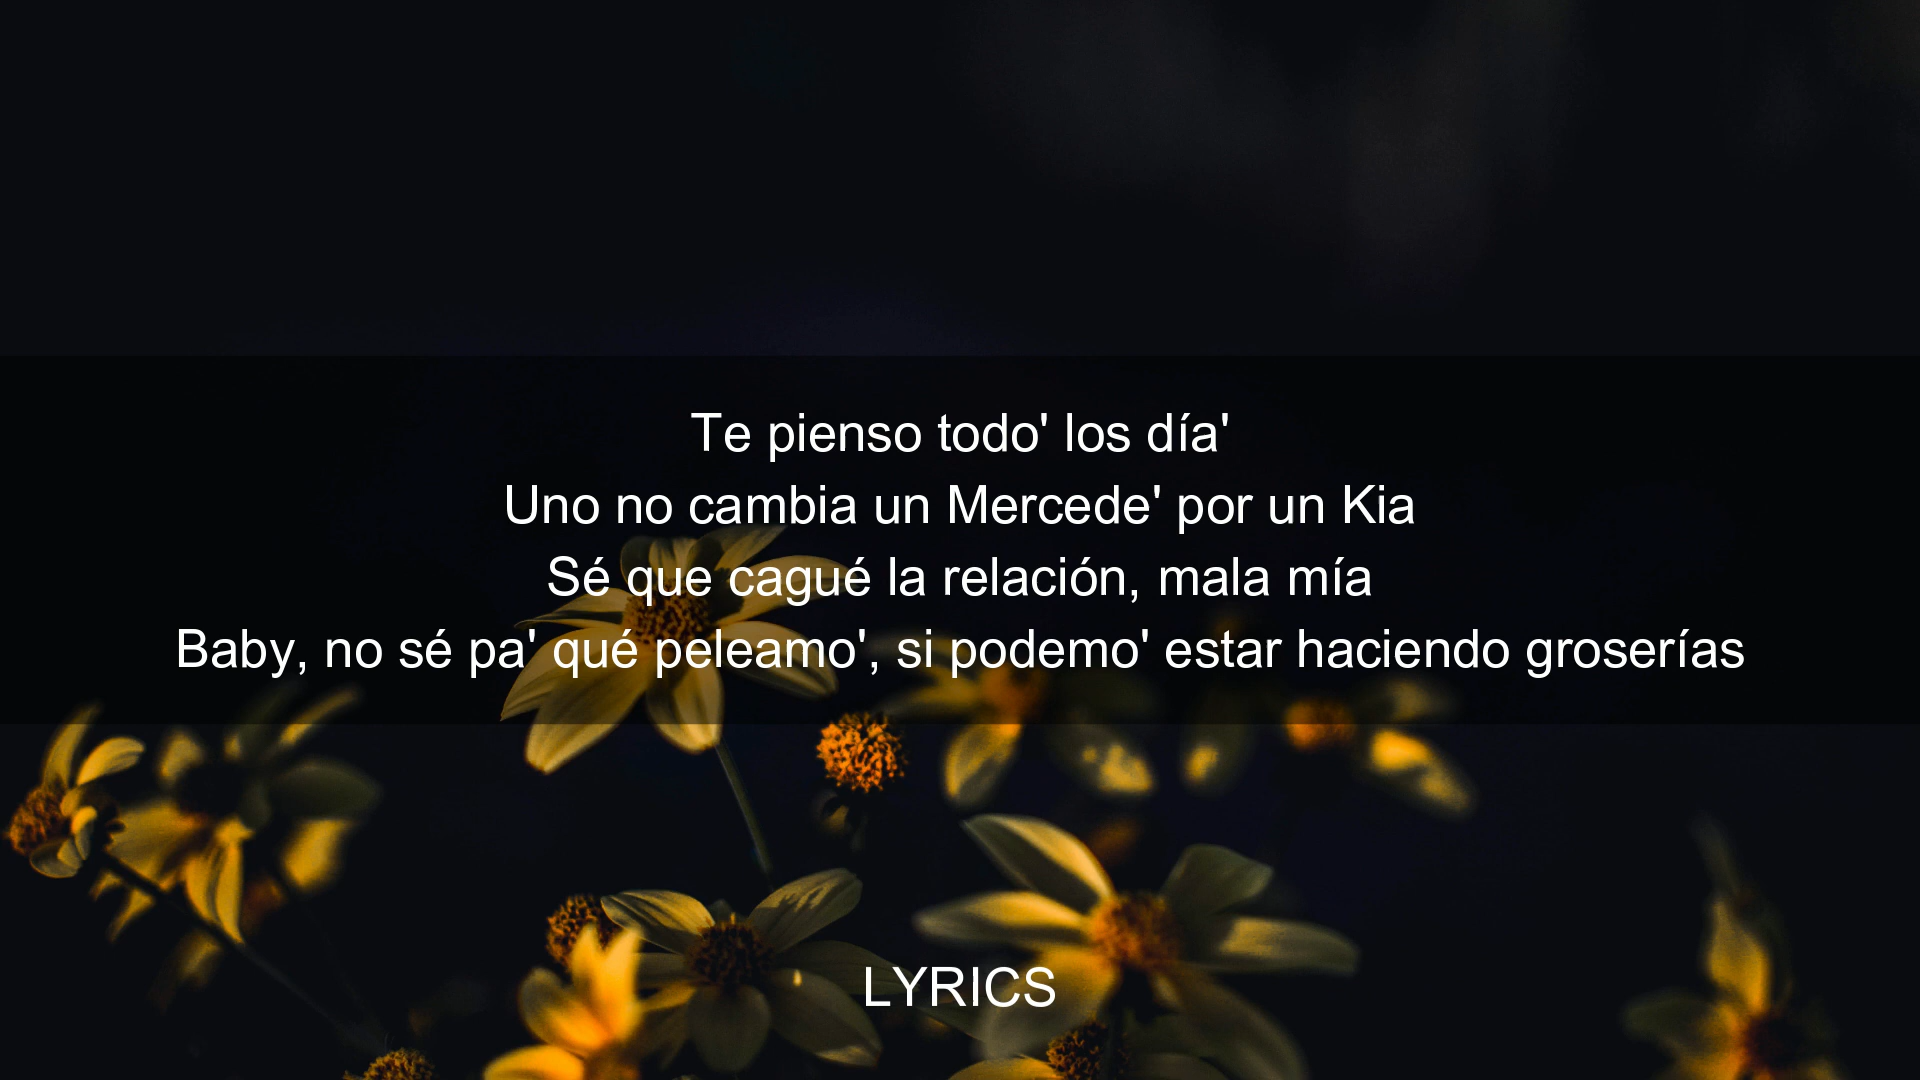 Te pienso todo' los día'
Uno no cambia un Mercede' por un Kia
Sé que cagué la relación, mala mía
Baby, no sé pa' qué peleamo', si podemo' estar haciendo groserías
LYRICS